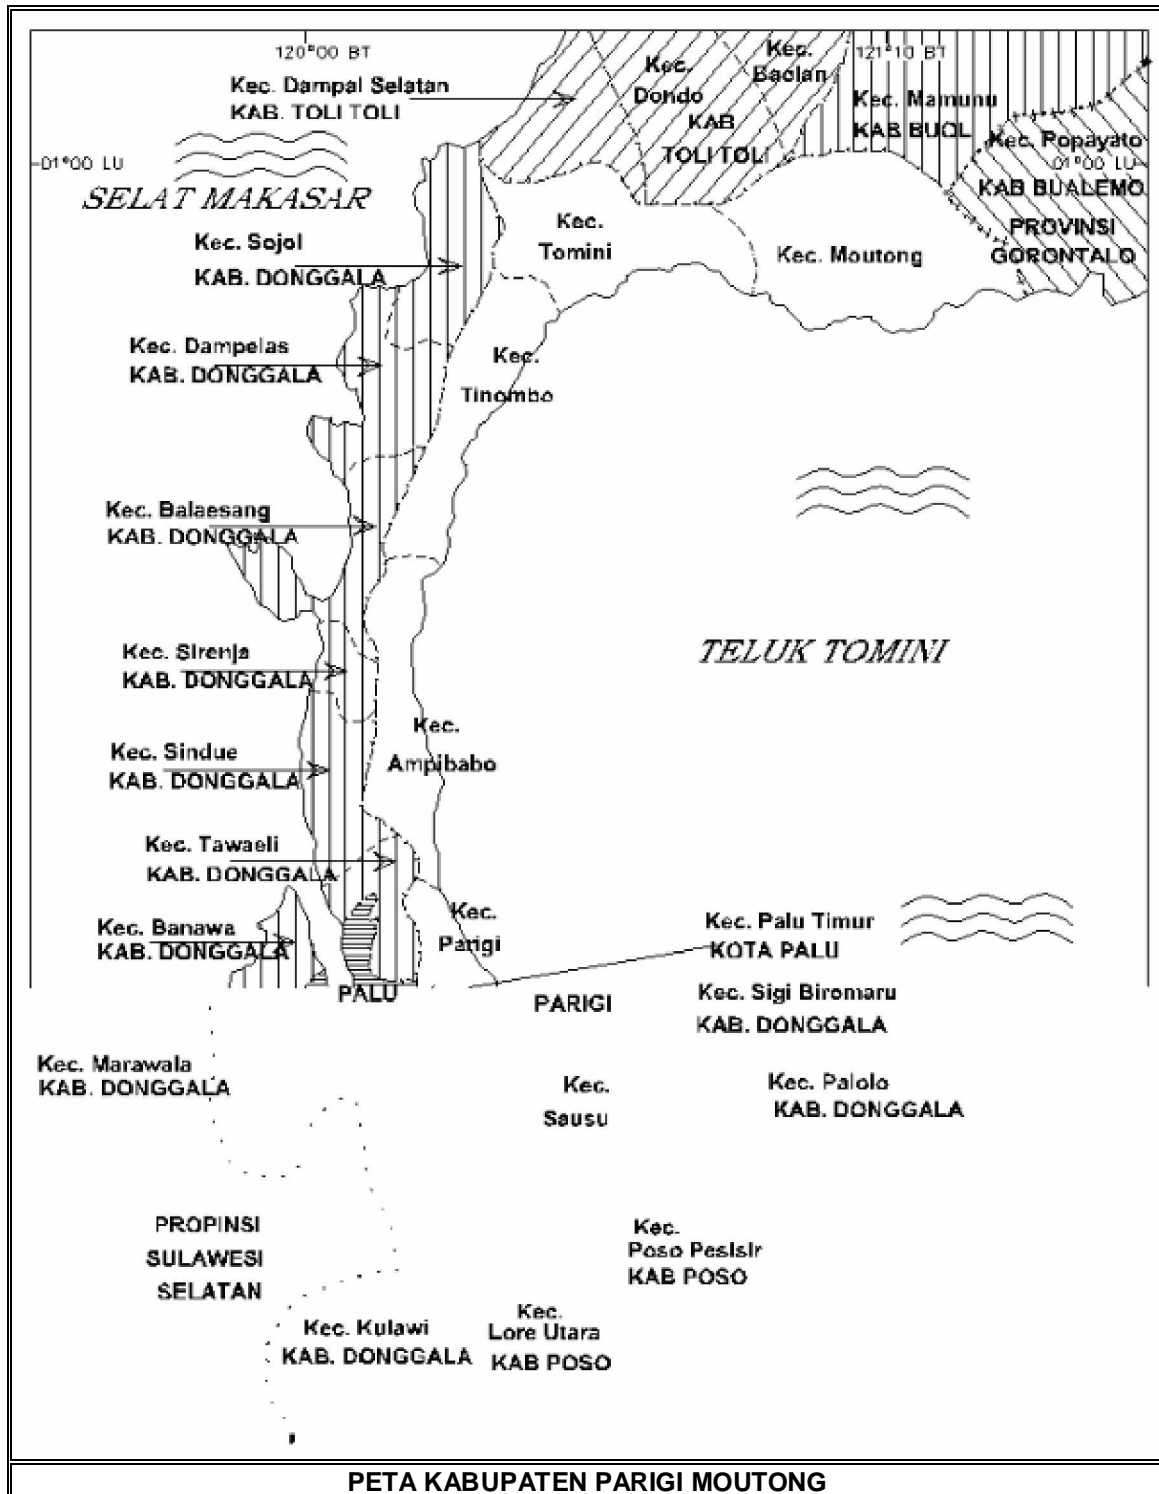 120°00 BT
121°10 BT
Kec. Dampal Selatan
KAB. TOLI TOLI
Kec.
Dondo
KAB
TOLI TOLI
Kec.
Baolan
Kec. Mamunu
KAB BUOL
Kec. Popayato
01°00 LU
KAB BUALEMO
PROVINSI
GORONTALO
01°00 LU
SELAT MAKASAR
Kec. Sojol
KAB. DONGGALA
Kec.
Tomini
Kec. Moutong
Kec. Dampelas
KAB. DONGGALA
Kec.
Tinombo
Kec. Balaesang
KAB. DONGGALA
TELUK TOMINI
Kec. Sirenja
KAB. DONGGALA
Kec.
Ampibabo
Kec. Sindue
KAB. DONGGALA
Kec. Tawaeli
KAB. DONGGALA
Kec. Banawa
KAB. DONGGALA
Kec.
Parigi
Kec. Palu Timur
KOTA PALU
PALU
PARIGI
Kec. Sigi Biromaru
KAB. DONGGALA
Kec. Marawala
KAB. DONGGALA
Kec.
Sausu
Kec. Palolo
KAB. DONGGALA
PROPINSI
SULAWESI
SELATAN
Kec.
Poso Pesisir
KAB POSO
Kec. Kulawi
KAB. DONGGALA
Kec.
Lore Utara
KAB POSO
PETA KABUPATEN PARIGI MOUTONG